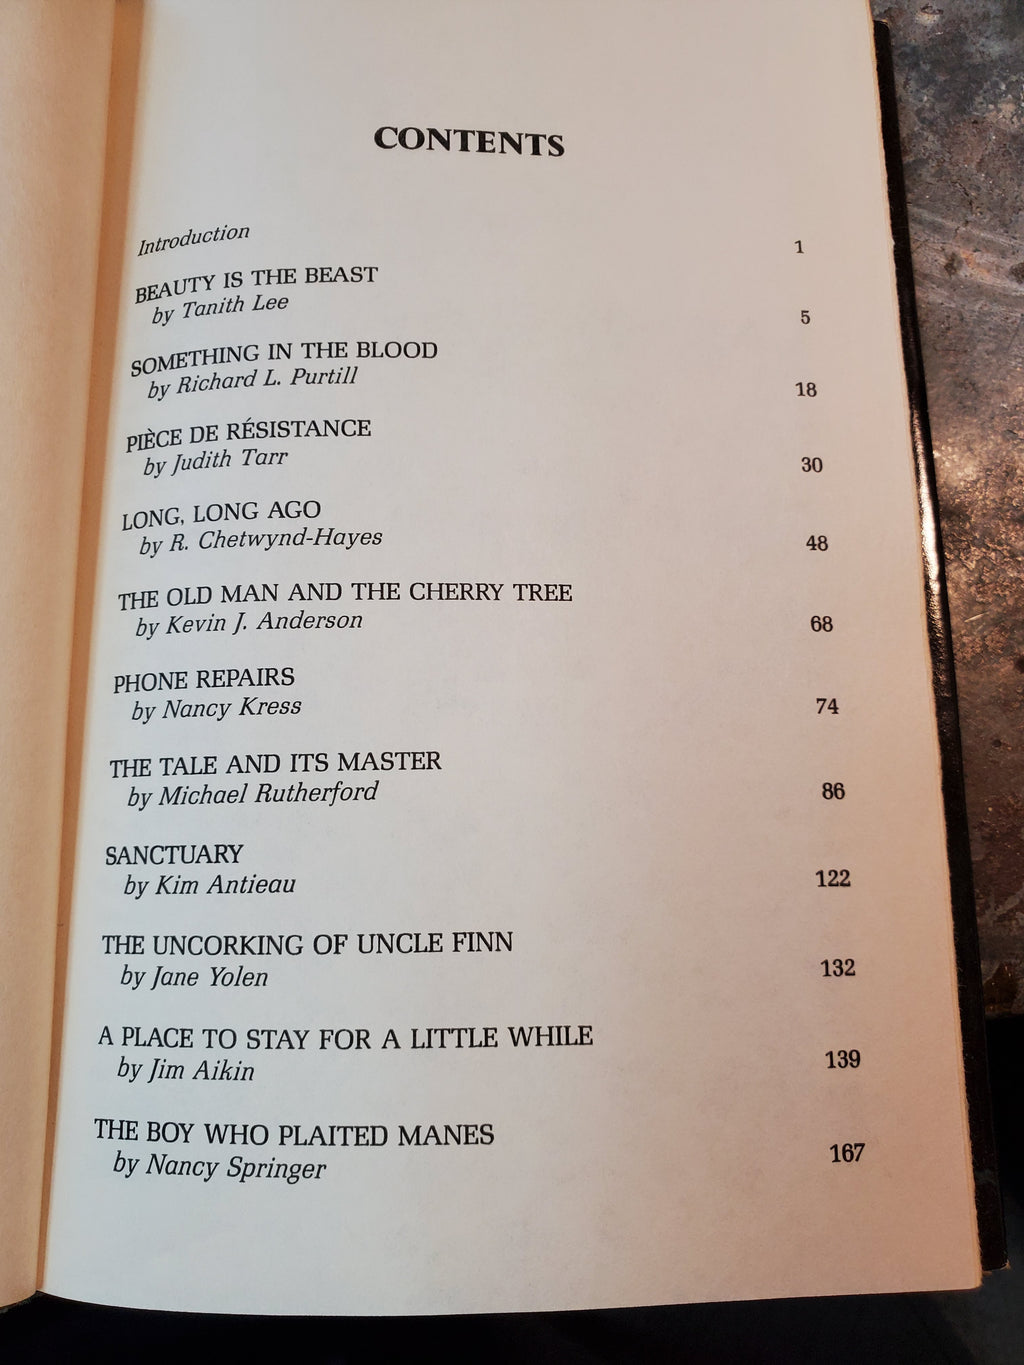 CONTENTS
Introduction 1
BEAUTY IS THE BEAST
by Tanith Lee 5
SOMETHING IN THE BLOOD
by Richard L. Purtill 18
PIÈCE DE RÉSISTANCE
by Judith Tarr 30
LONG, LONG AGO
by R. Chetwynd-Hayes 48
THE OLD MAN AND THE CHERRY TREE
by Kevin J. Anderson 68
PHONE REPAIRS
by Nancy Kress 74
THE TALE AND ITS MASTER
by Michael Rutherford 86
SANCTUARY
by Kim Antieau 122
THE UNCORKING OF UNCLE FINN
by Jane Yolen 132
A PLACE TO STAY FOR A LITTLE WHILE
by Jim Aikin 139
THE BOY WHO PLAITED MANES
by Nancy Springer 167